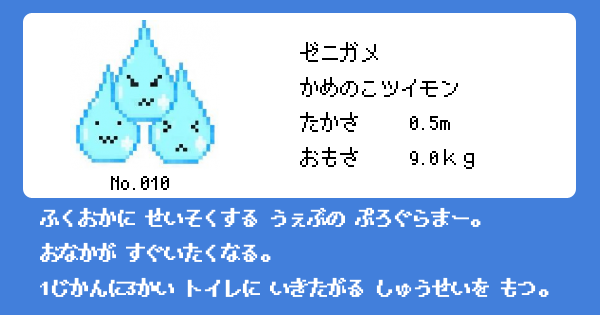 ゼニガメ
かめのこツイモン
たかさ 0.5m
おもさ 9.0kg
No.010
ふくおかに せいそくする うぇぶの ぷろぐらまー。
おなかが すぐいたくなる。
1じかんに3かい トイレに いきたがる しゅうせいを もつ。